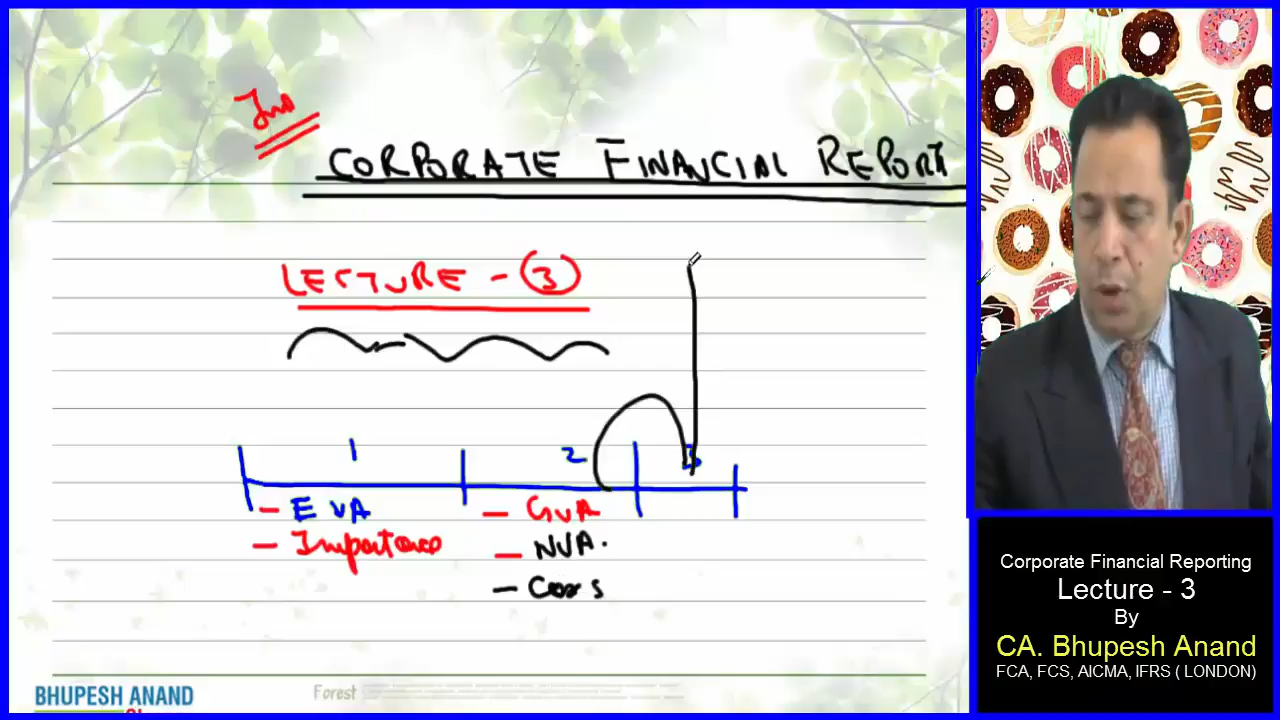 CORPORATE FINANCIAL REPORT
LECTURE - (3)
1 2 3
- EVA
- Importance
- GVA
- NVA.
- Cars
Corporate Financial Reporting
Lecture - 3
By
CA. Bhupesh Anand
FCA, FCS, AICMA, IFRS ( LONDON)
BHUPESH ANAND
Forest